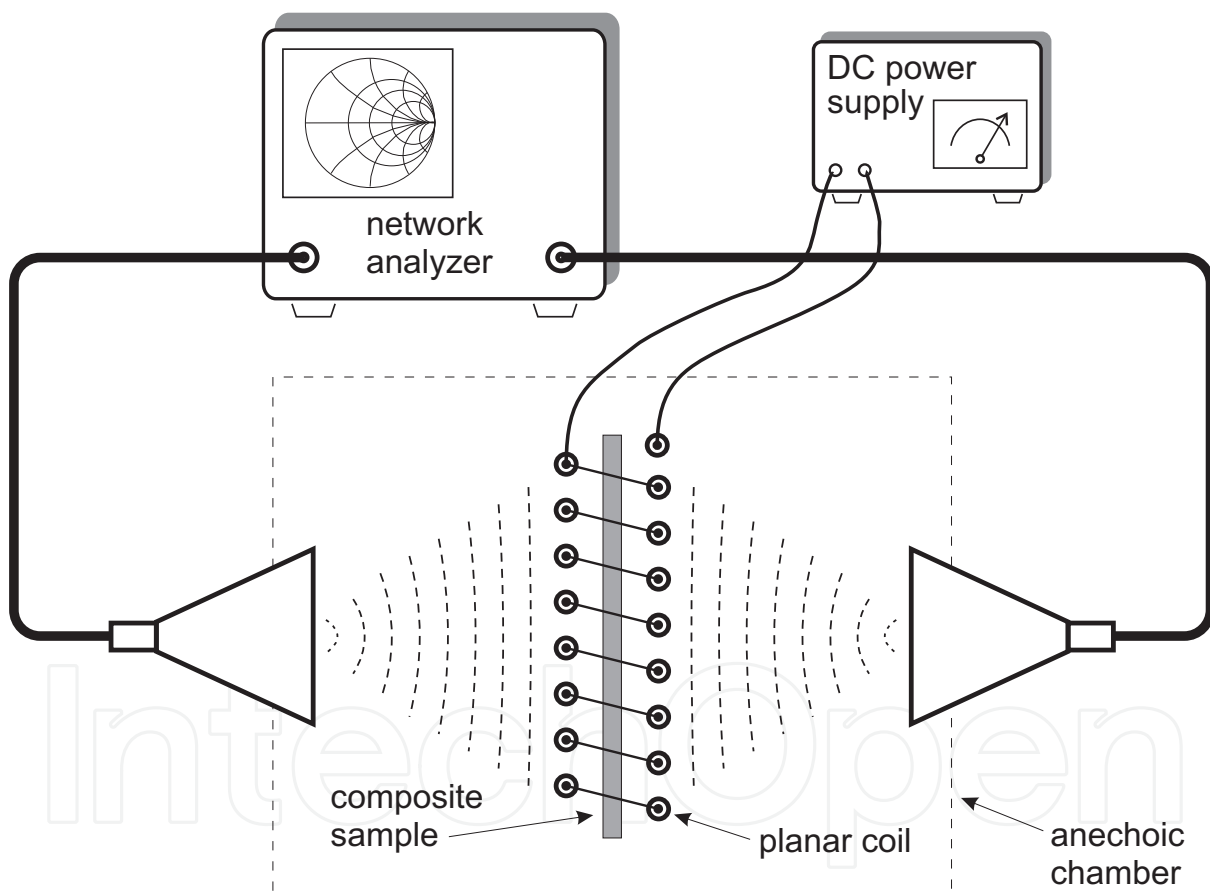 DC power
supply
network
analyzer
composite
sample
planar coil
anechoic
chamber
IntechOpen